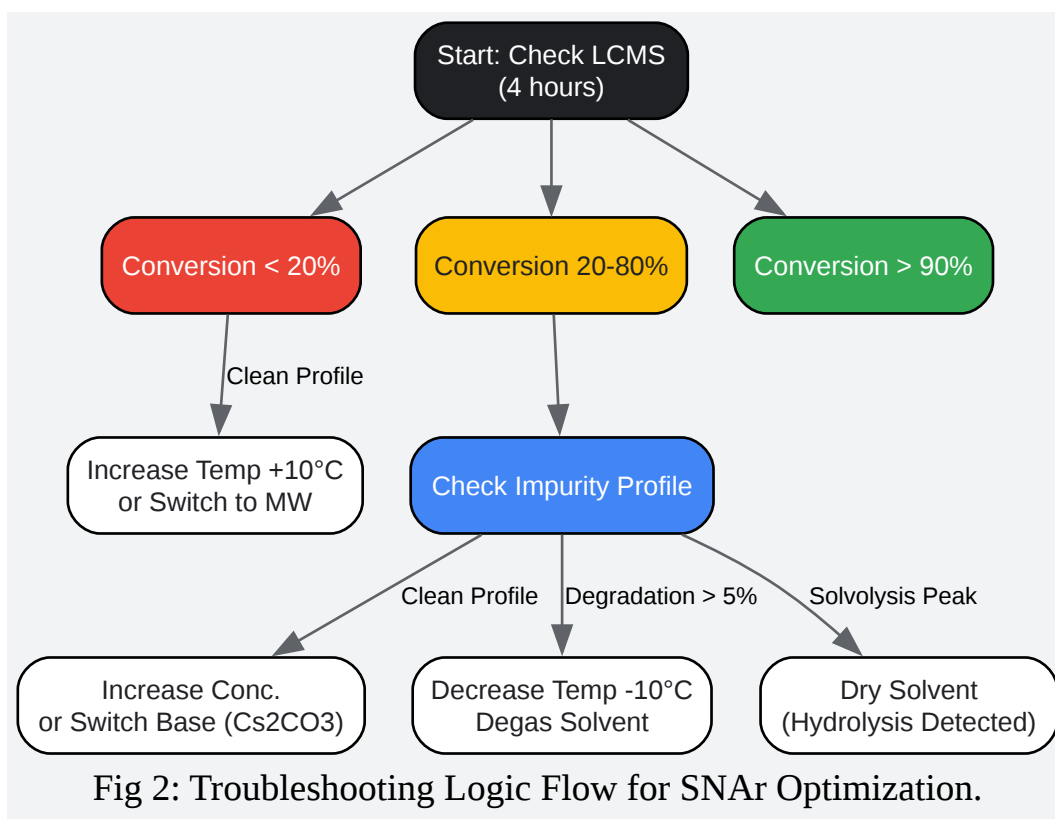 Start: Check LCMS
(4 hours)
Conversion < 20%
Conversion 20-80%
Conversion > 90%
Clean Profile
Increase Temp +10°C
or Switch to MW
Check Impurity Profile
Clean Profile
Degradation > 5%
Solvolysis Peak
Increase Conc.
or Switch Base (Cs2CO3)
Decrease Temp -10°C
Degas Solvent
Dry Solvent
(Hydrolysis Detected)
Fig 2: Troubleshooting Logic Flow for SNAr Optimization.